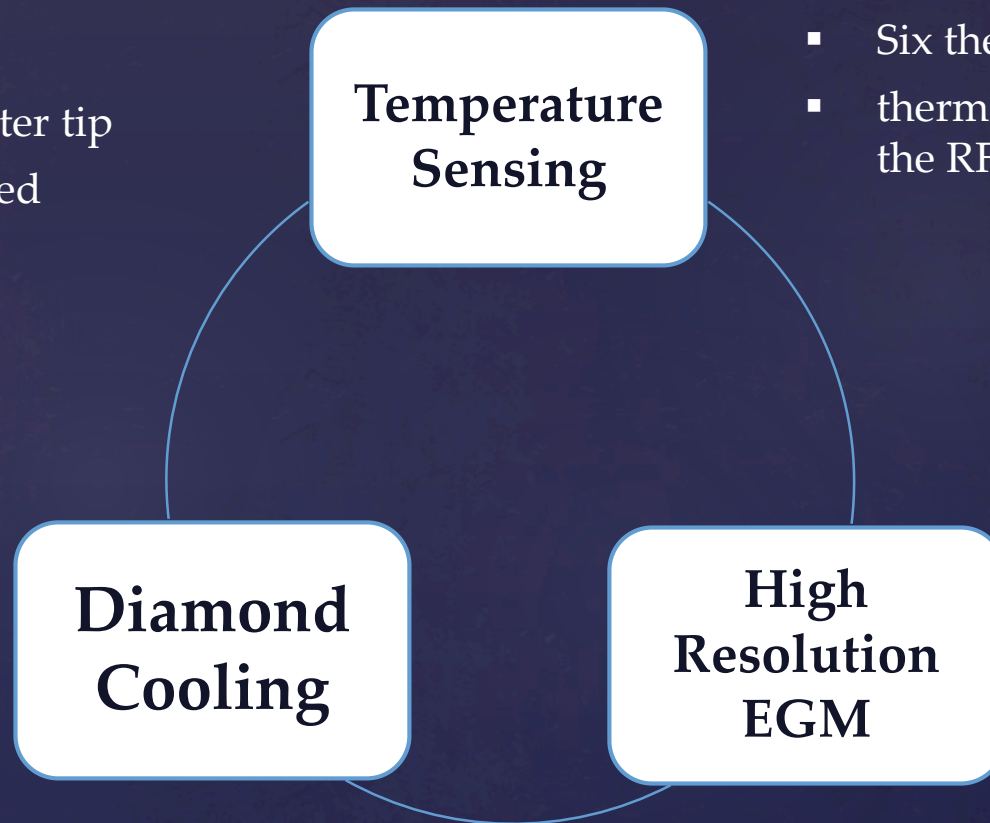 ter tip
ed
Temperature
Sensing
Six the
therm
the RF
Diamond
Cooling
High
Resolution
EGM